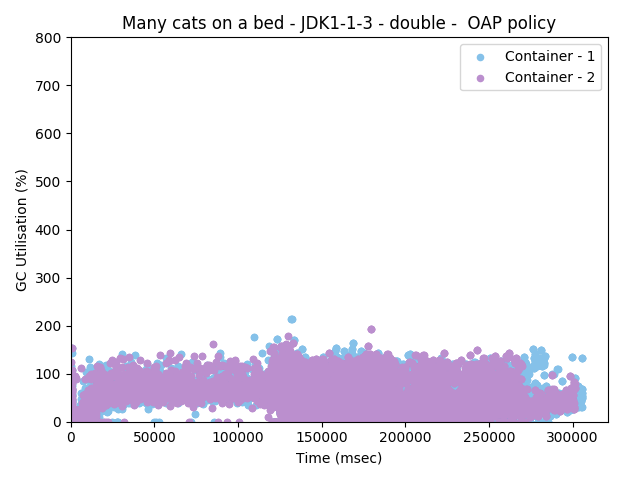 Many cats on a bed - JDK1-1-3 - double -  OAP policy
Container - 1
Container - 2
GC Utilisation (%)
800
700
600
500
400
300
200
100
0
0 50000 100000 150000 200000 250000 300000
Time (msec)